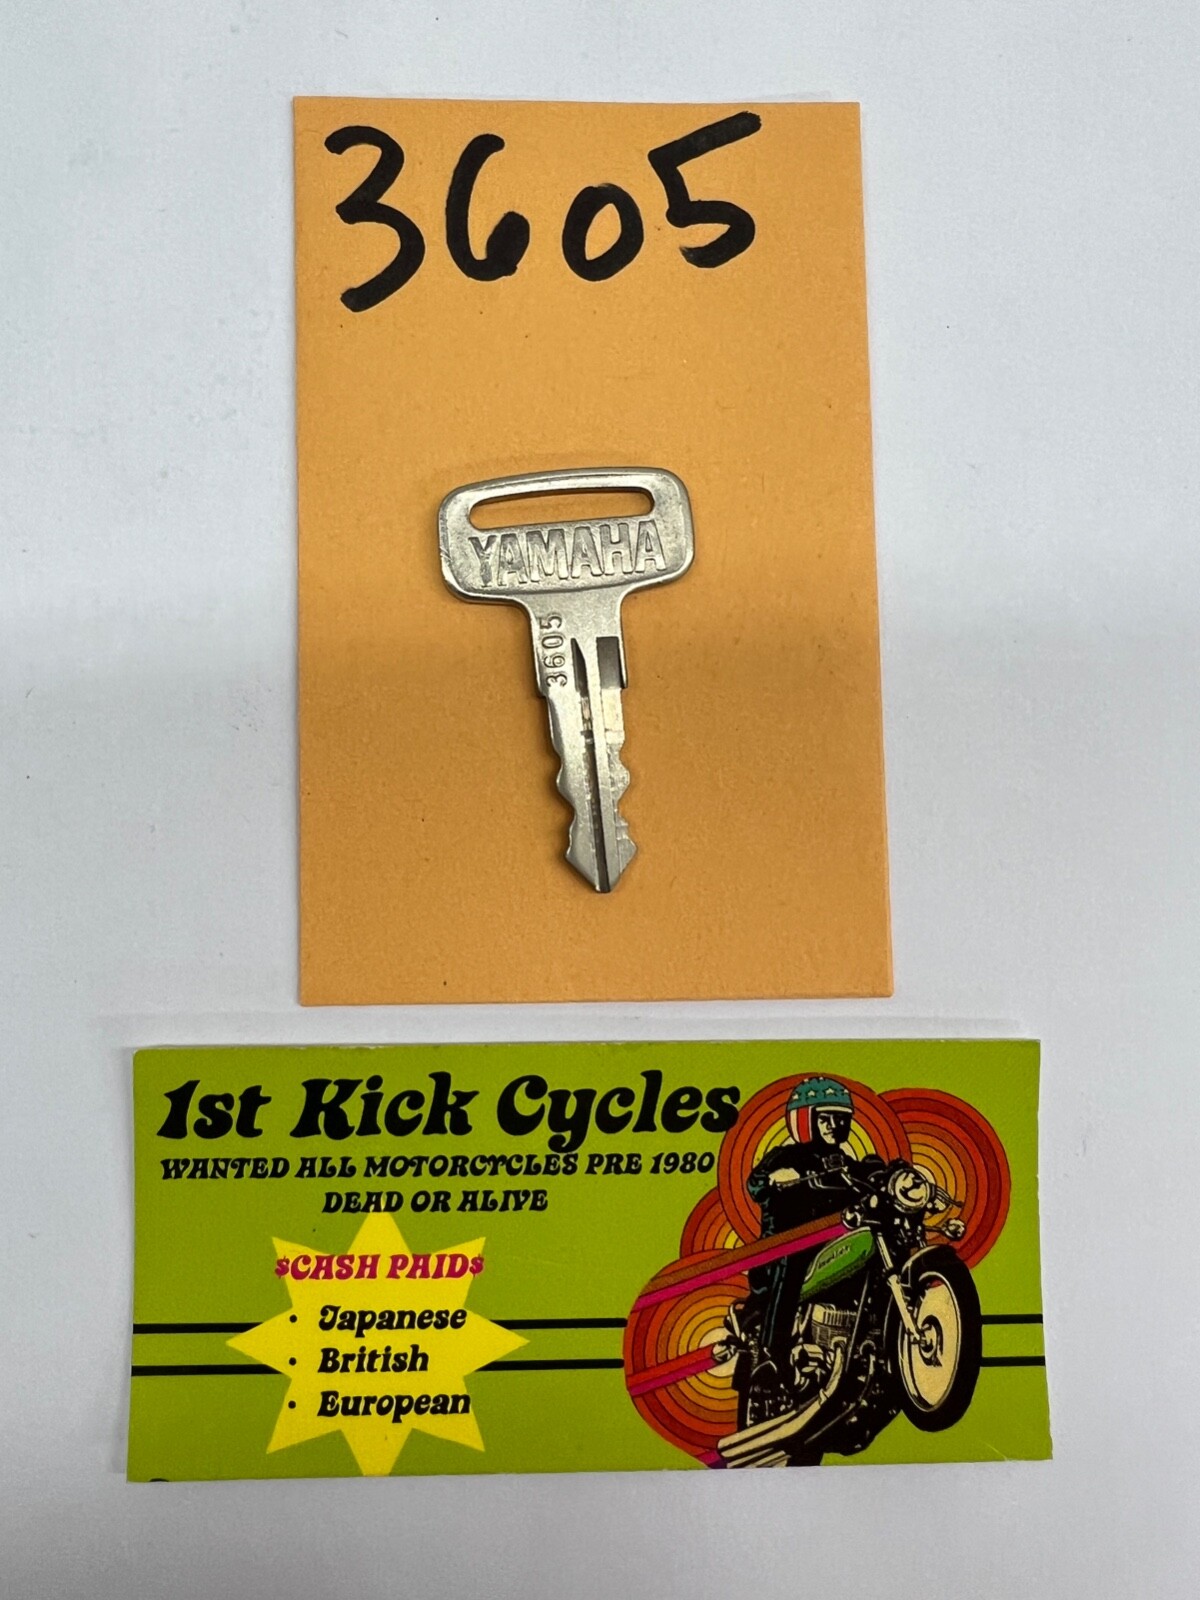 3605
YAMAHA
3605
1st Kick Cycles
WANTED ALL MOTORCYCLES PRE 1980
DEAD OR ALIVE
$CASH PAID$
• Japanese
• British
• European